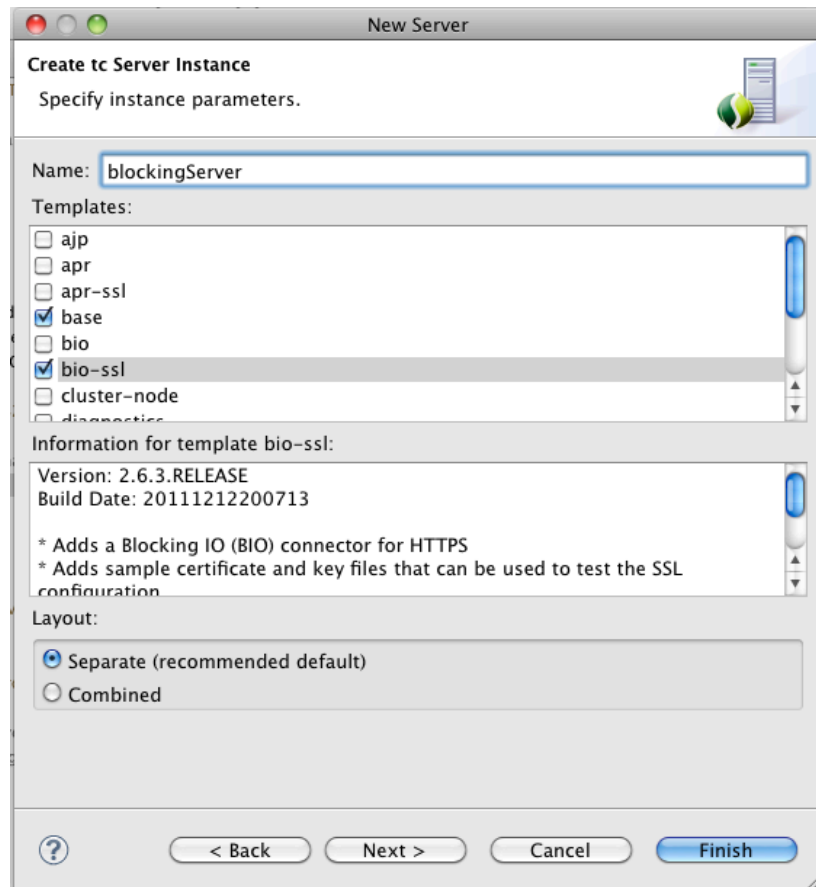 New Server
Create tc Server Instance
Specify instance parameters.
Name: blockingServer
Templates:
ajp
apr
apr-ssl
base
bio
bio-ssl
cluster-node
diagnostics
Information for template bio-ssl:
Version: 2.6.3.RELEASE
Build Date: 20111212200713
* Adds a Blocking IO (BIO) connector for HTTPS
* Adds sample certificate and key files that can be used to test the SSL
configuration
Layout:
Separate (recommended default)
Combined
?
< Back
Next >
Cancel
Finish